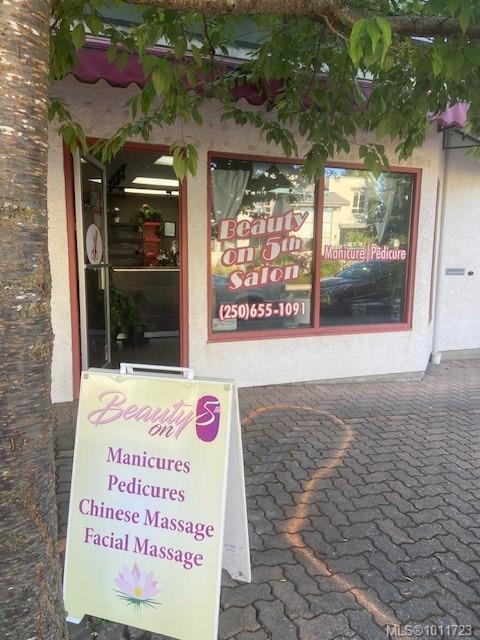 Beauty
on 5th
Salon
(250)655-1091
Manicure | Pedicure
Beauty
on 5th
Manicures
Pedicures
Chinese Massage
Facial Massage
MLS®1011723